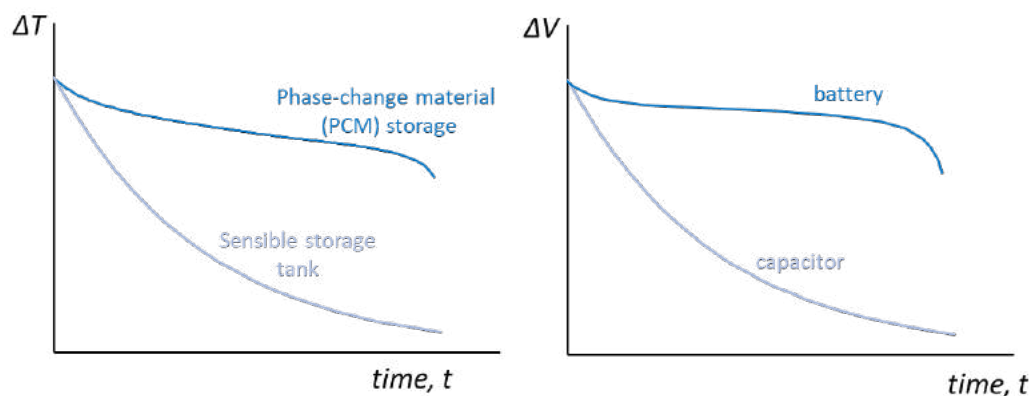 ΔT
Phase-change material
(PCM) storage
Sensible storage
tank
time, t
ΔV
battery
capacitor
time, t